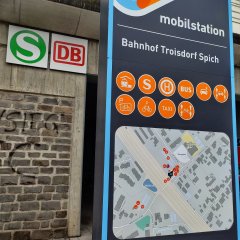 mobilstation
Bahnhof Troisdorf Spich
S DB
S H BUS
TAXI